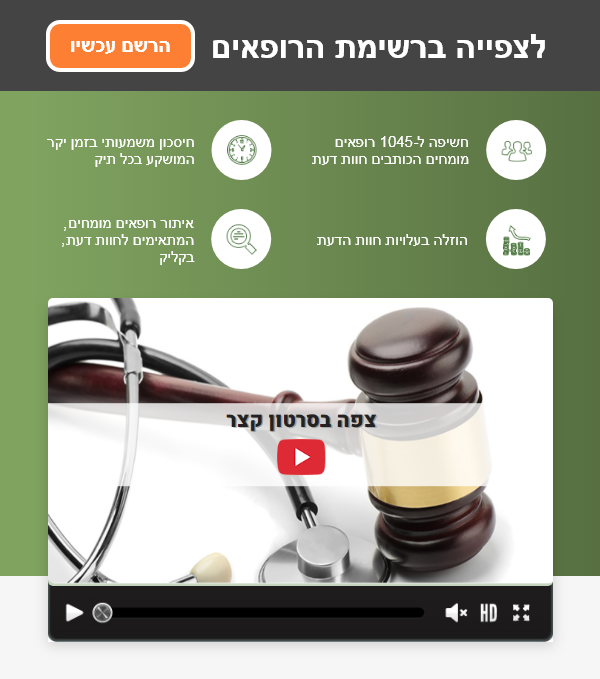 לצפייה ברשימת הרופאים
הרשם עכשיו
חשיפה ל-1045 רופאים
מומחים הכותבים חוות דעת
חיסכון משמעותי בזמן יקר
המושקע בכל תיק
הוזלה בעלויות חוות הדעת
איתור רופאים מומחים,
המתאימים לחוות דעת,
בקליק
צפה בסרטון קצר
HD